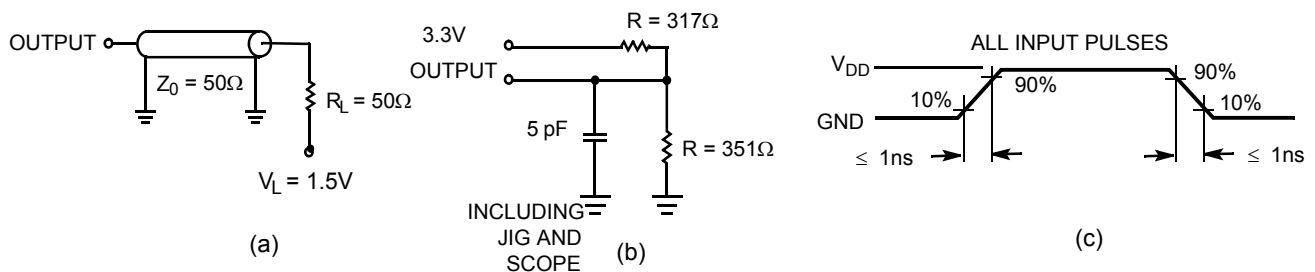 OUTPUT
Z0 = 50Ω
RL = 50Ω
VL = 1.5V
(a)
R = 317Ω
3.3V
OUTPUT
5 pF
R = 351Ω
INCLUDING
JIG AND
SCOPE
(b)
ALL INPUT PULSES
VDD
90%
90%
10%
10%
GND
≤ 1ns
≤ 1ns
(c)